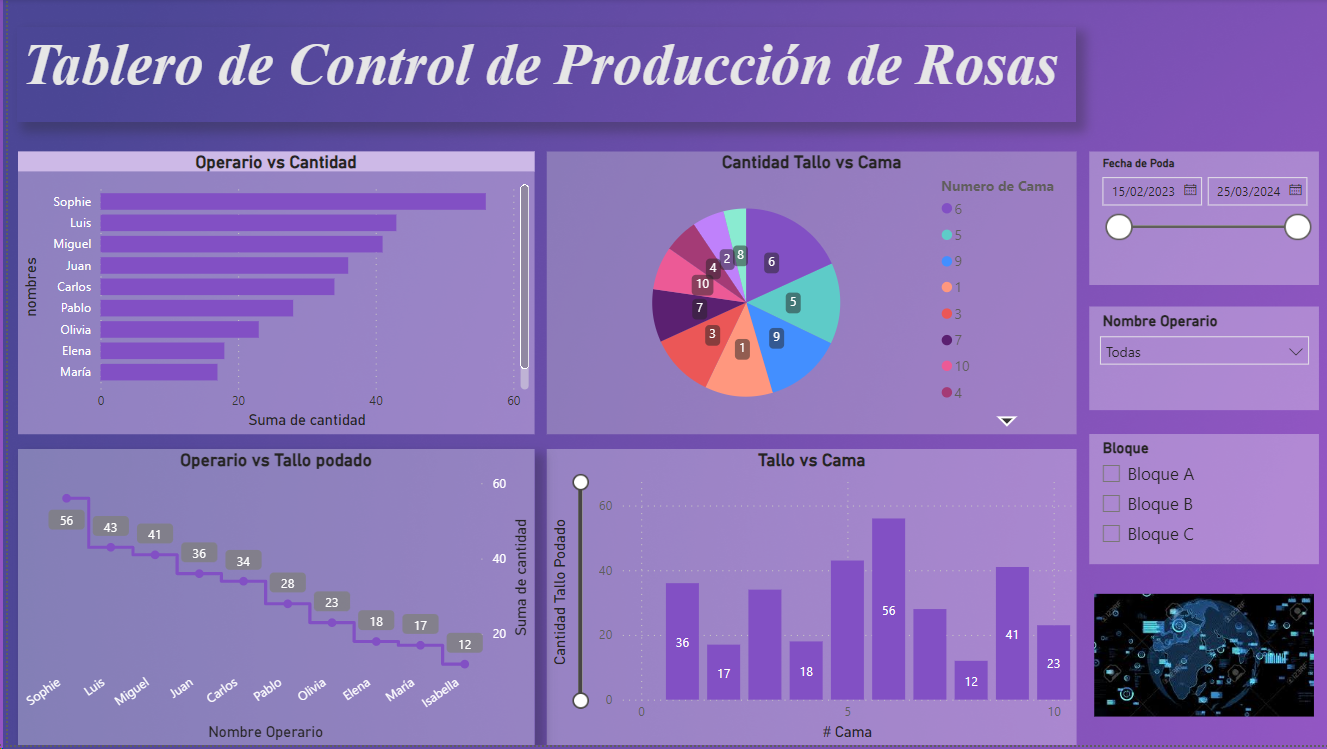 Tablero de Control de Producción de Rosas
Operario vs Cantidad
nombres
Sophie
Luis
Miguel
Juan
Carlos
Pablo
Olivia
Elena
María
0 20 40 60
Suma de cantidad
Cantidad Tallo vs Cama
6
5
9
1
3
7
10
4
2
8
Numero de Cama
6
5
9
1
3
7
10
4
Fecha de Poda
15/02/2023 25/03/2024
Nombre Operario
Todas
Bloque
Bloque A
Bloque B
Bloque C
Operario vs Tallo podado
60
40
20
Suma de cantidad
56 43 41 36 34 28 23 18 17 12
Sophie Luis Miguel Juan Carlos Pablo Olivia Elena María Isabella
Nombre Operario
Tallo vs Cama
Cantidad Tallo Podado
60
40
20
0
36 17 18 56 12 41 23
0 5 10
# Cama